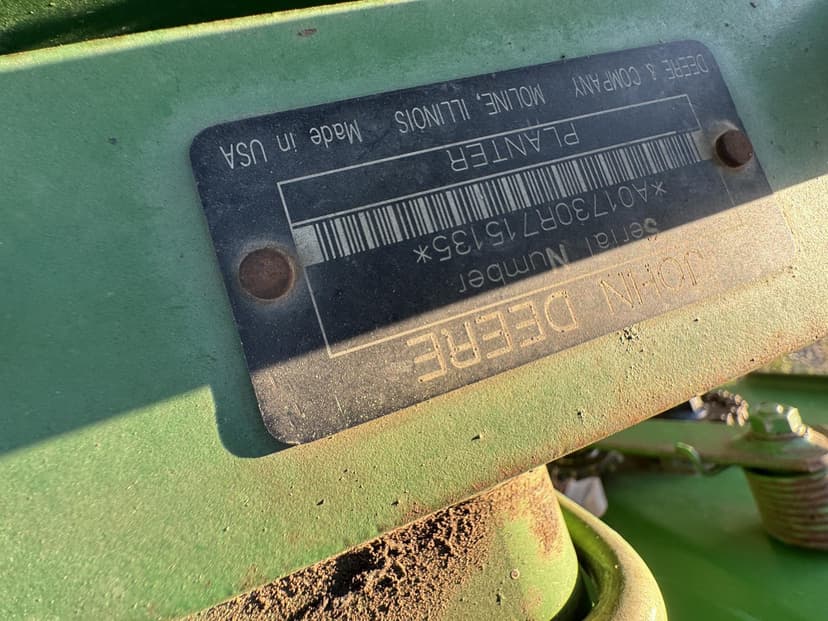 JOHN DEERE
Serial Number
*A01730R715135*
PLANTER
DEERE & COMPANY MOLINE, ILLINOIS Made in USA